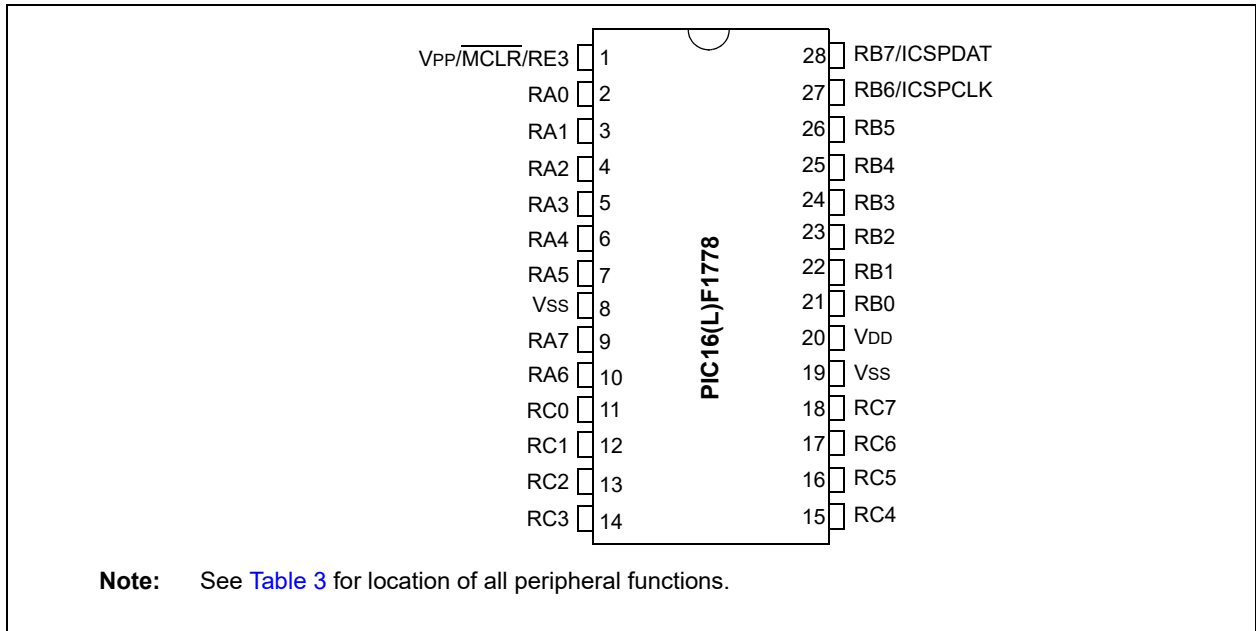 VPP/MCLR/RE3 1
RA0 2
RA1 3
RA2 4
RA3 5
RA4 6
RA5 7
VSS 8
RA7 9
RA6 10
RC0 11
RC1 12
RC2 13
RC3 14
PIC16(L)F1778
28 RB7/ICSPDAT
27 RB6/ICSPCLK
26 RB5
25 RB4
24 RB3
23 RB2
22 RB1
21 RB0
20 VDD
19 VSS
18 RC7
17 RC6
16 RC5
15 RC4
Note: See Table 3 for location of all peripheral functions.